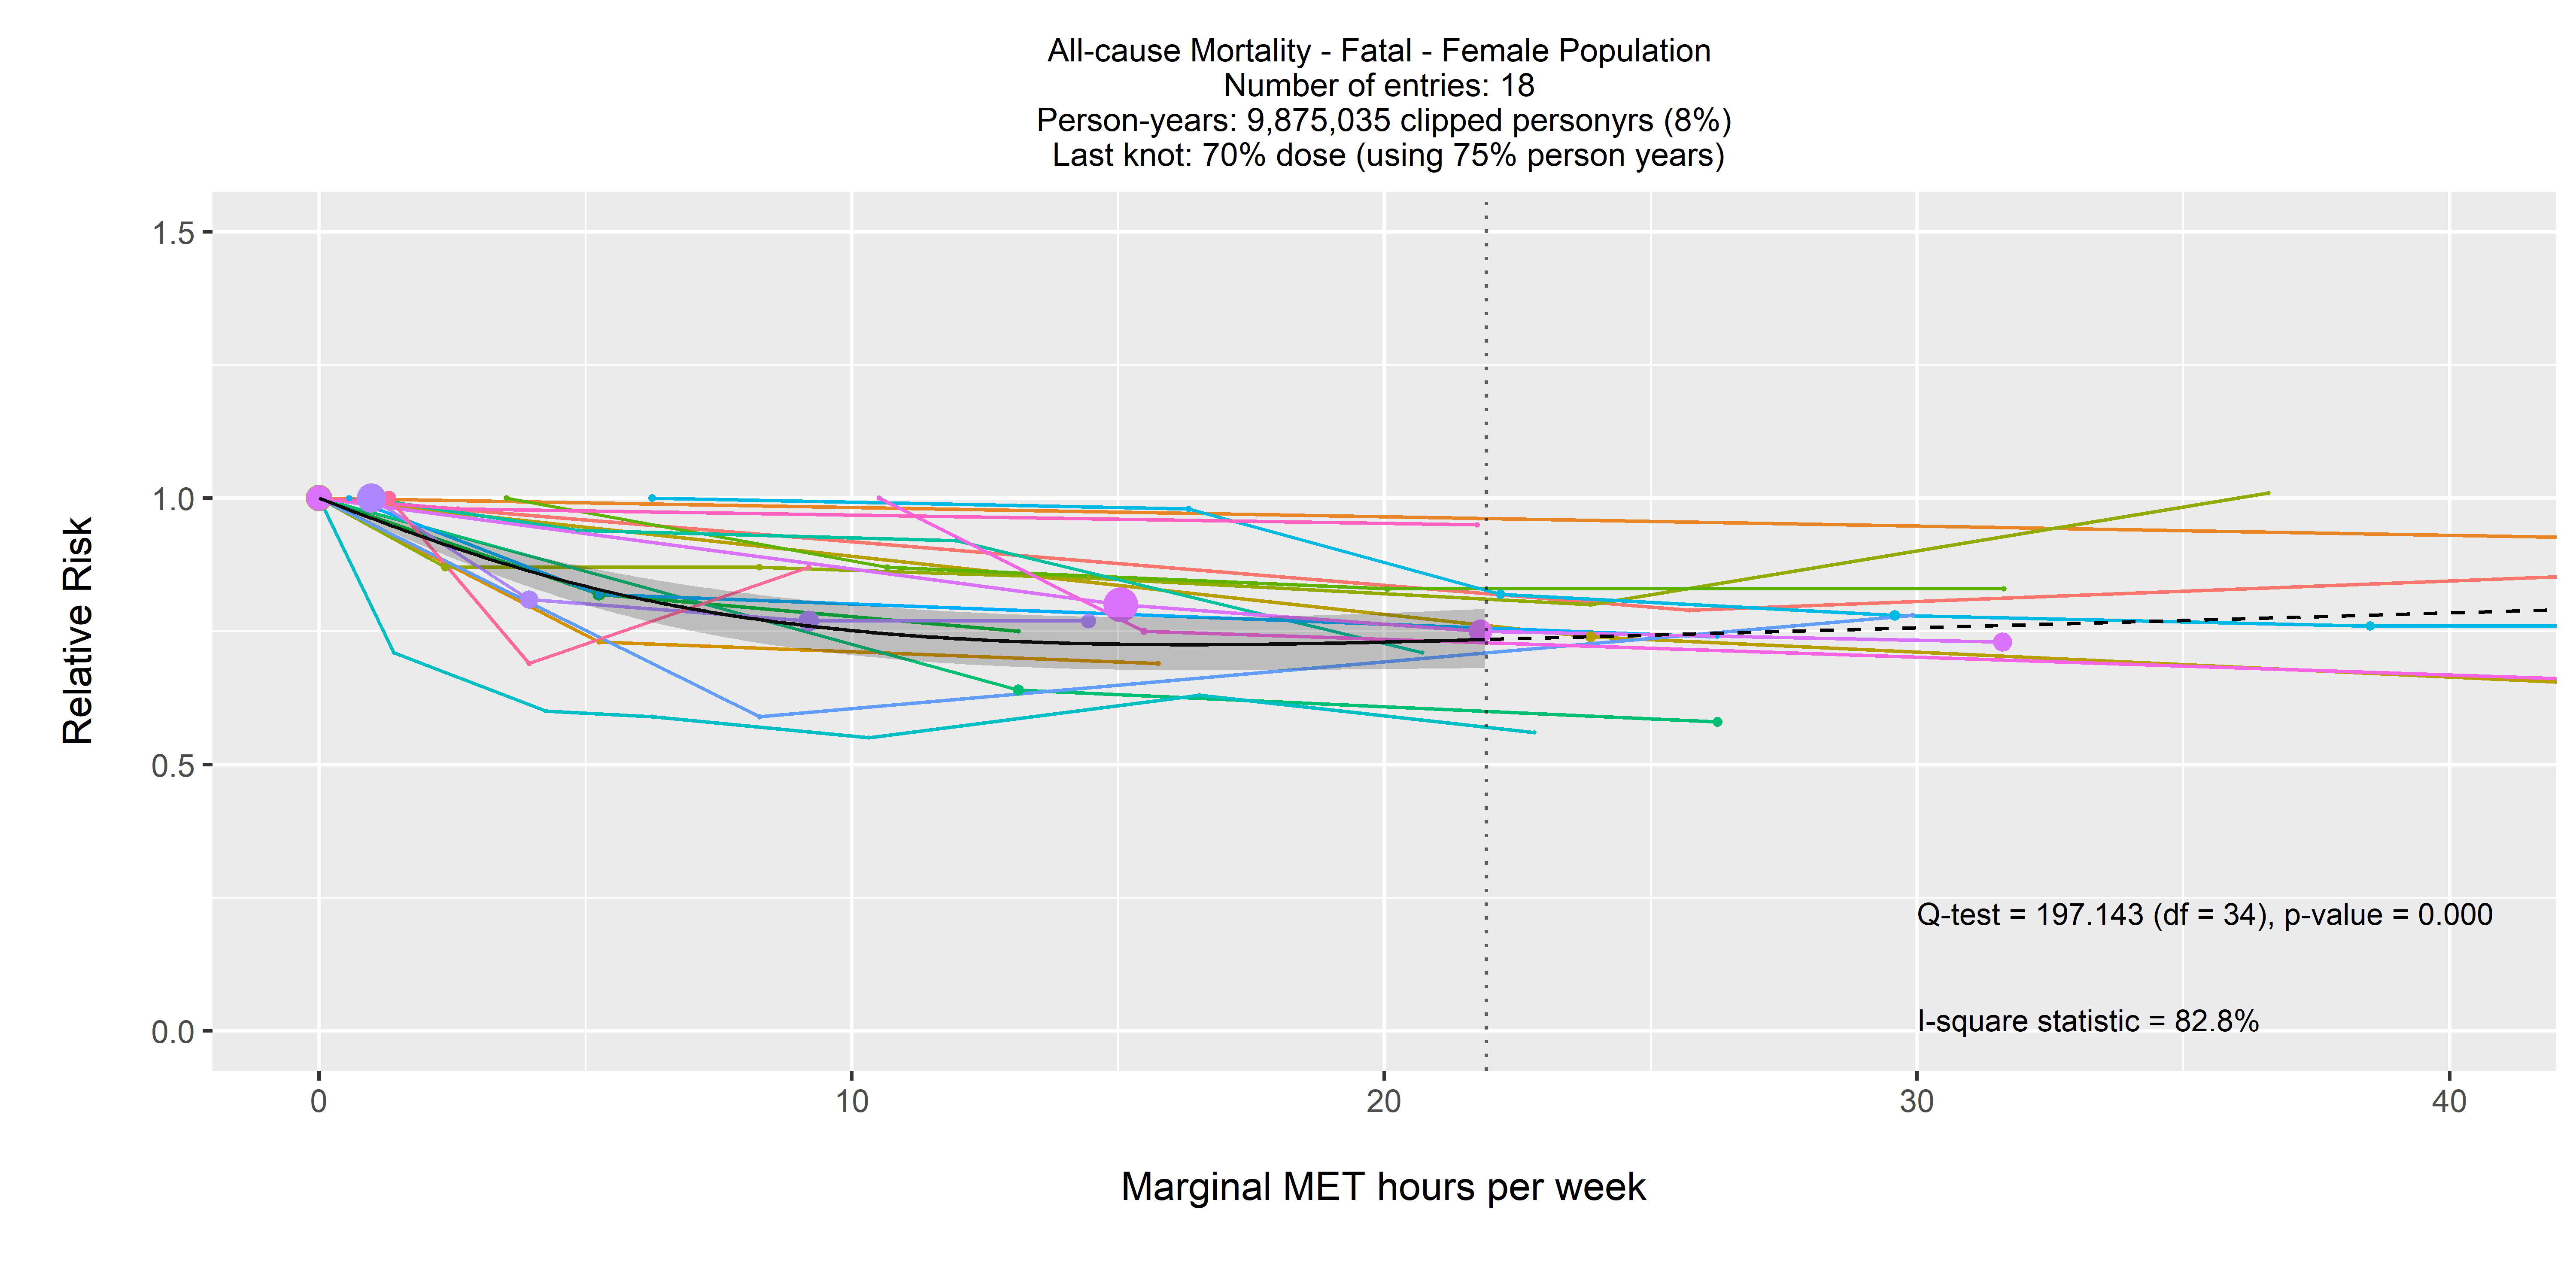 All-cause Mortality - Fatal - Female Population
Number of entries: 18
Person-years: 9,875,035 clipped personyrs (8%)
Last knot: 70% dose (using 75% person years)
1.5
1.0
0.5
0.0
Relative Risk
Q-test = 197.143 (df = 34), p-value = 0.000
I-square statistic = 82.8%
0 10 20 30 40
Marginal MET hours per week